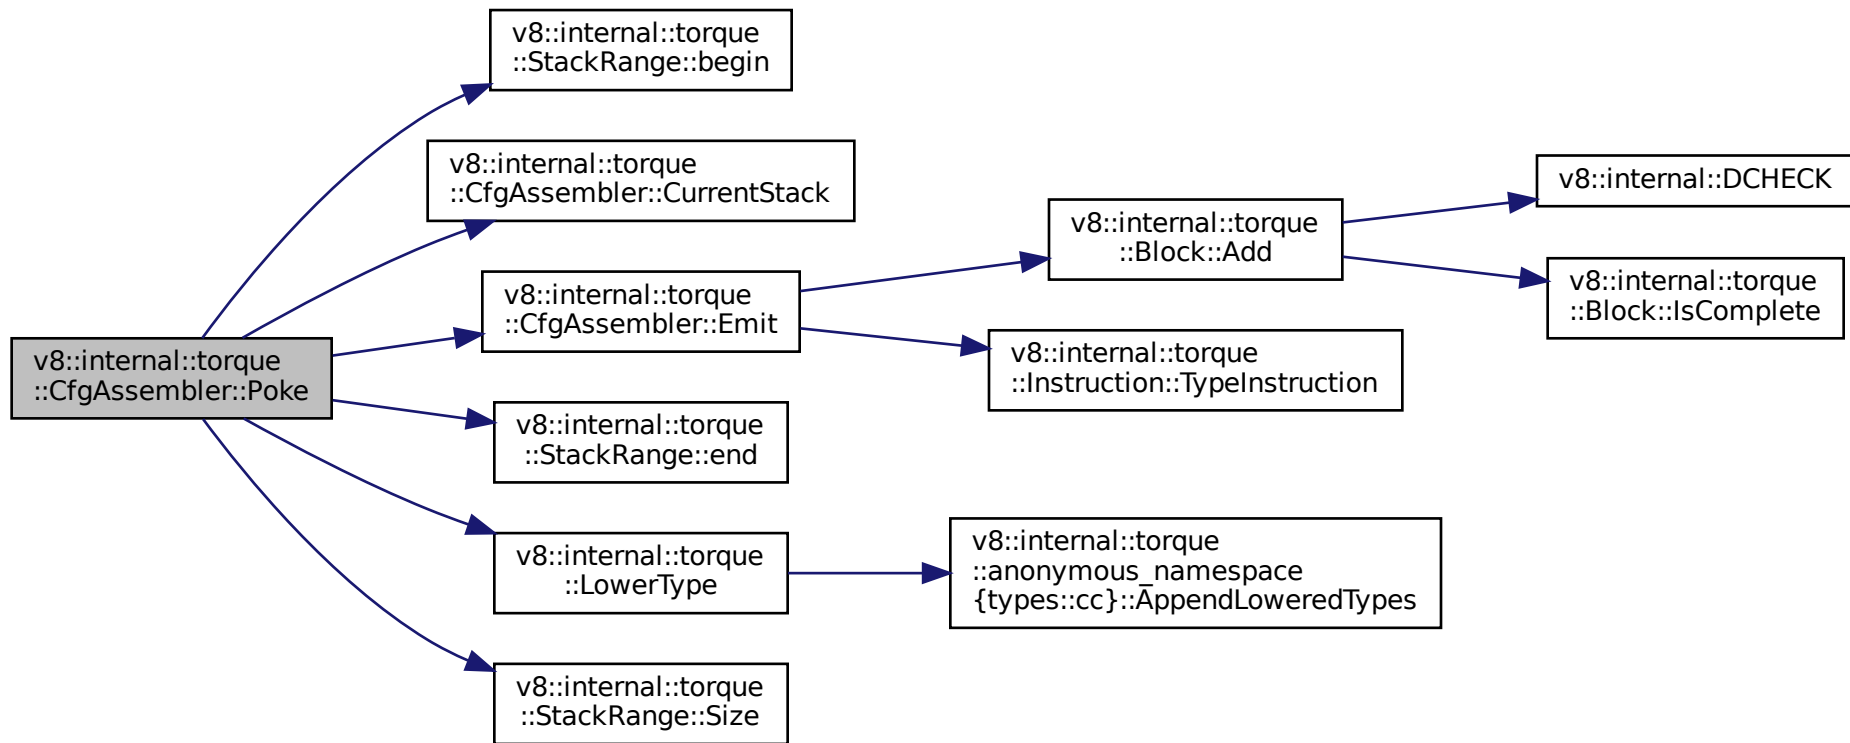 v8::internal::torque
::StackRange::begin
v8::internal::torque
::CfgAssembler::CurrentStack
v8::internal::DCHECK
v8::internal::torque
::Block::Add
v8::internal::torque
::Block::IsComplete
v8::internal::torque
::CfgAssembler::Emit
v8::internal::torque
::Instruction::TypeInstruction
v8::internal::torque
::CfgAssembler::Poke
v8::internal::torque
::StackRange::end
v8::internal::torque
::LowerType
v8::internal::torque
::anonymous_namespace
{types::cc}::AppendLoweredTypes
v8::internal::torque
::StackRange::Size